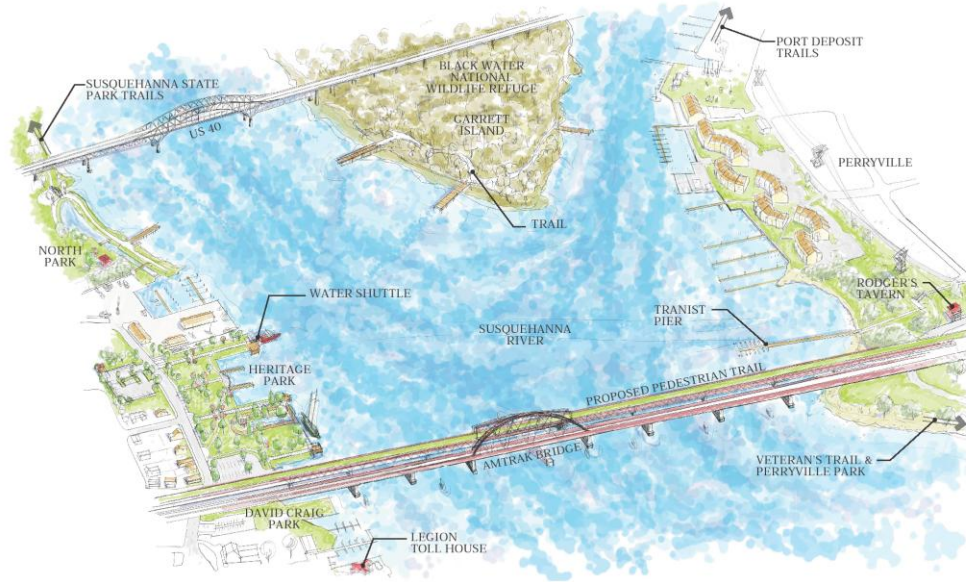 PORT DEPOSIT
TRAILS
BLACK WATER
NATIONAL
WILDLIFE REFUGE
SUSQUEHANNA STATE
PARK TRAILS
GARRETT
ISLAND
US 40
PERRYVILLE
TRAIL
NORTH
PARK
RODGER'S
TAVERN
WATER SHUTTLE
TRANIST
PIER
SUSQUEHANNA
RIVER
HERITAGE
PARK
PROPOSED PEDESTRIAN TRAIL
AMTRAK BRIDGE
VETERAN'S TRAIL &
PERRYVILLE PARK
DAVID CRAIG
PARK
LEGION
TOLL HOUSE